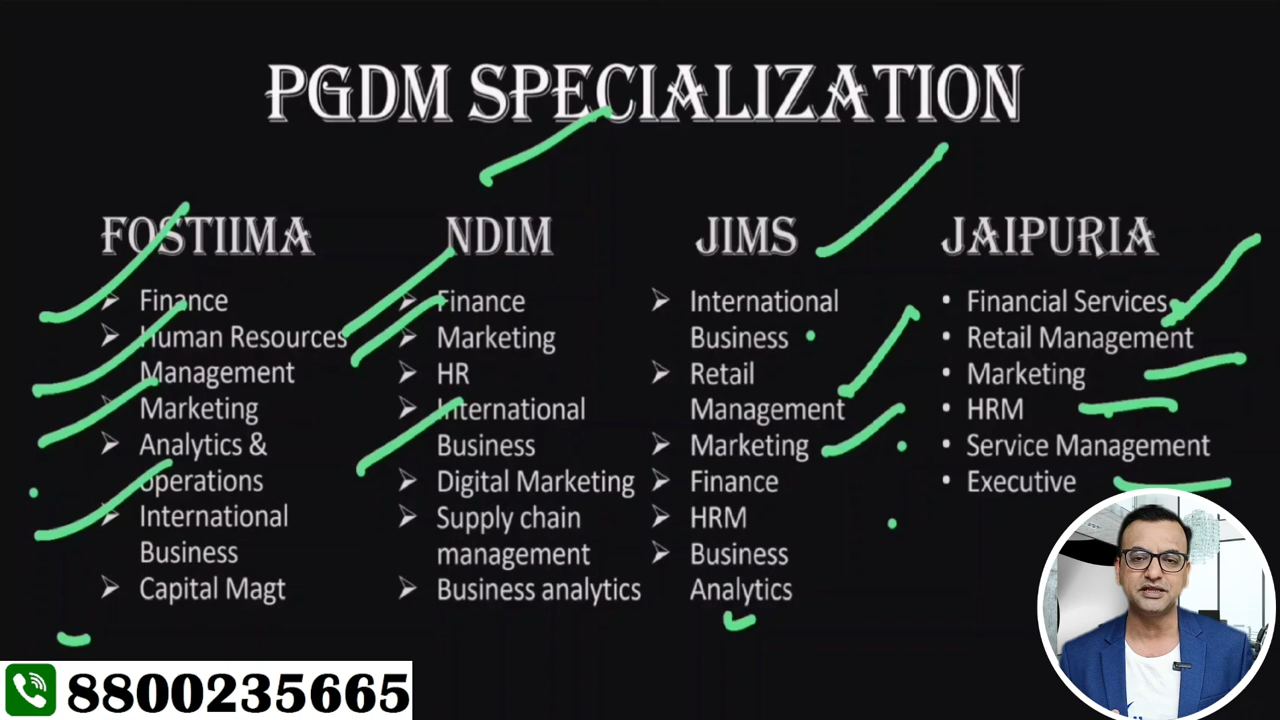 PGDM SPECIALIZATION
FOSTIIMA
Finance
Human Resources
Management
Marketing
Analytics &
operations
International
Business
Capital Magt
NDIM
Finance
Marketing
HR
International
Business
Digital Marketing
Supply chain
management
Business analytics
JIMS
International
Business
Retail
Management
Marketing
Finance
HRM
Business
Analytics
JAIPURIA
Financial Services
Retail Management
Marketing
HRM
Service Management
Executive
8800235665